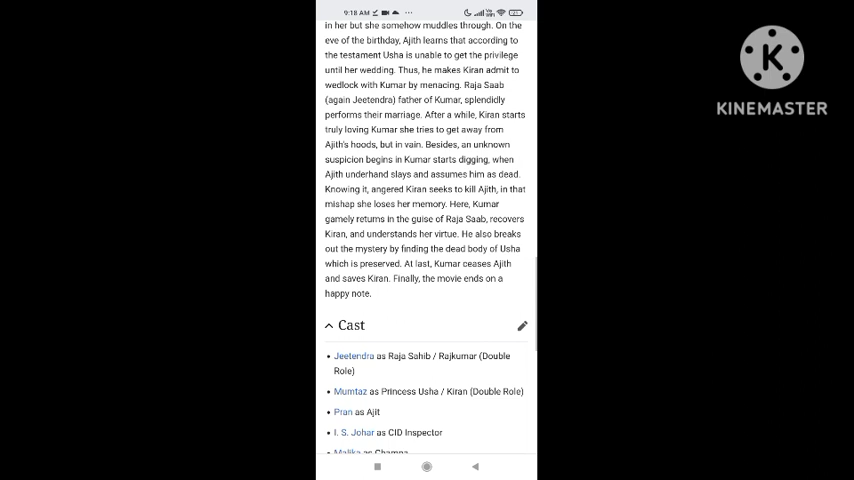 9:18 AM
in her but she somehow muddles through. On the
eve of the birthday, Ajith learns that according to
the testament Usha is unable to get the privilege
until her wedding. Thus, he makes Kiran admit to
wedlock with Kumar by menacing. Raja Saab
(again Jeetendra) father of Kumar, splendidly
performs their marriage. After a while, Kiran starts
truly loving Kumar she tries to get away from
Ajith's hoods, but in vain. Besides, an unknown
suspicion begins in Kumar starts digging, when
Ajith underhand slays and assumes him as dead.
Knowing it, angered Kiran seeks to kill Ajith, in that
mishap she loses her memory. Here, Kumar
gamely returns in the guise of Raja Saab, recovers
Kiran, and understands her virtue. He also breaks
out the mystery by finding the dead body of Usha
which is preserved. At last, Kumar ceases Ajith
and saves Kiran. Finally, the movie ends on a
happy note.
Cast
• Jeetendra as Raja Sahib / Rajkumar (Double
Role)
• Mumtaz as Princess Usha / Kiran (Double Role)
• Pran as Ajit
• I. S. Johar as CID Inspector
• Malika as Champa
K
KINEMASTER